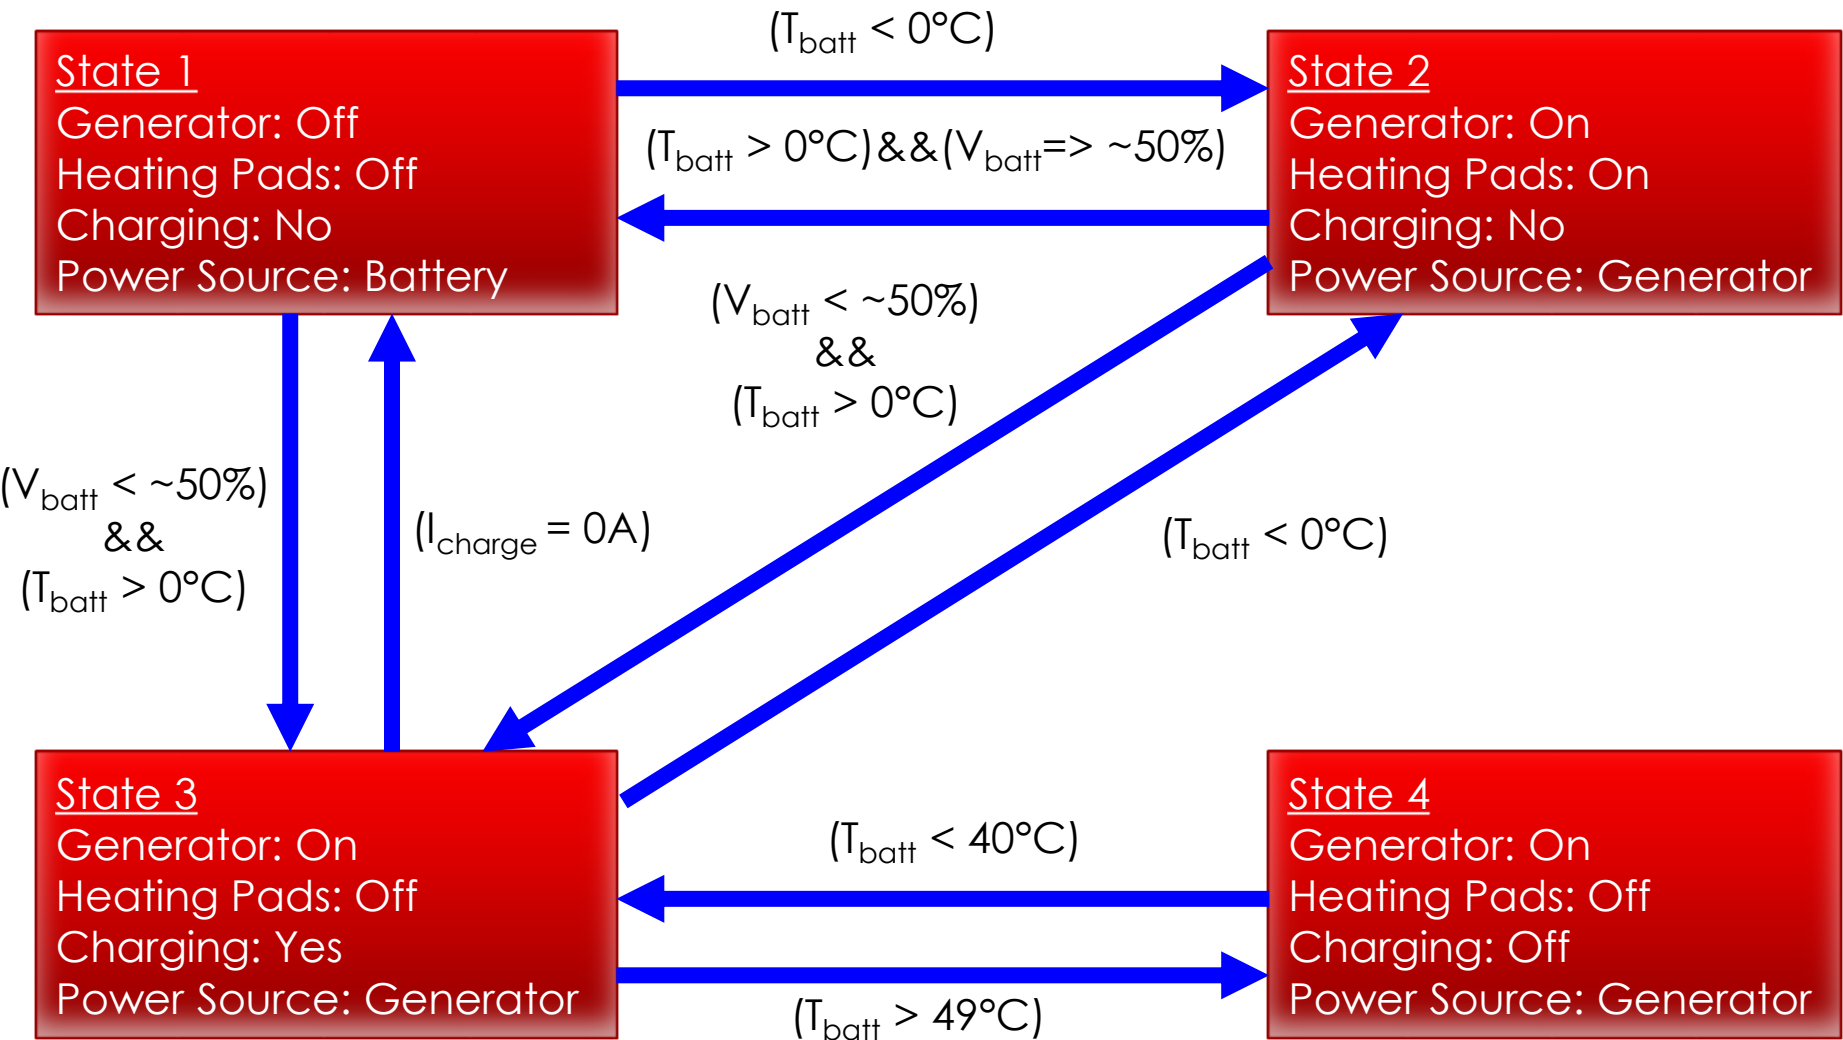 (Tbatt < 0°C)
State 1
Generator: Off
Heating Pads: Off
Charging: No
Power Source: Battery
State 2
Generator: On
Heating Pads: On
Charging: No
Power Source: Generator
(Tbatt > 0°C)&&(Vbatt=> ~50%)
(Vbatt < ~50%)
&&
(Tbatt > 0°C)
(Vbatt < ~50%)
&&
(Tbatt > 0°C)
(Icharge = 0A)
(Tbatt < 0°C)
State 3
Generator: On
Heating Pads: Off
Charging: Yes
Power Source: Generator
(Tbatt < 40°C)
(Tbatt > 49°C)
State 4
Generator: On
Heating Pads: Off
Charging: Off
Power Source: Generator